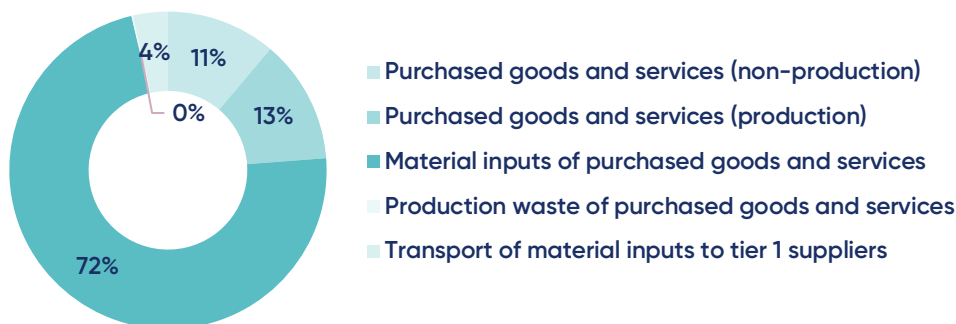 4%
11%
0%
13%
72%
Purchased goods and services (non-production)
Purchased goods and services (production)
Material inputs of purchased goods and services
Production waste of purchased goods and services
Transport of material inputs to tier 1 suppliers